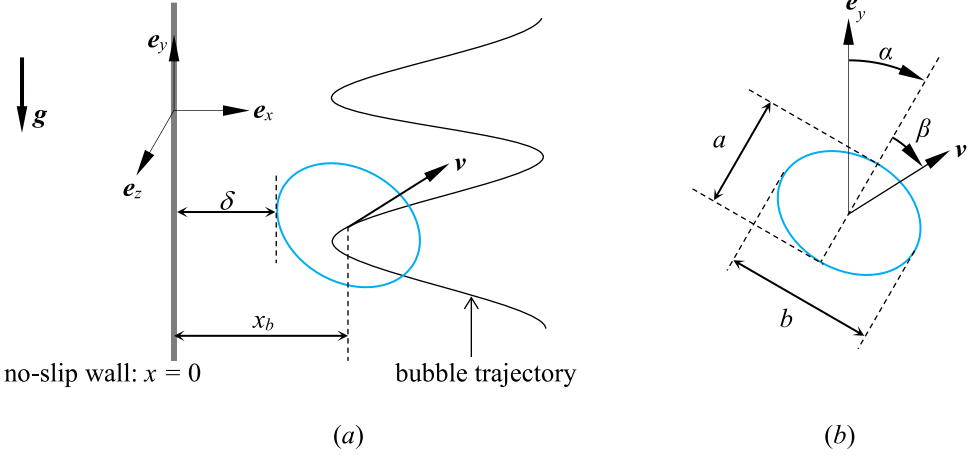 e_y
e_x
g
e_z
δ
v
x_b
no-slip wall: x = 0
bubble trajectory
(a)
e_y
α
β
v
a
b
(b)